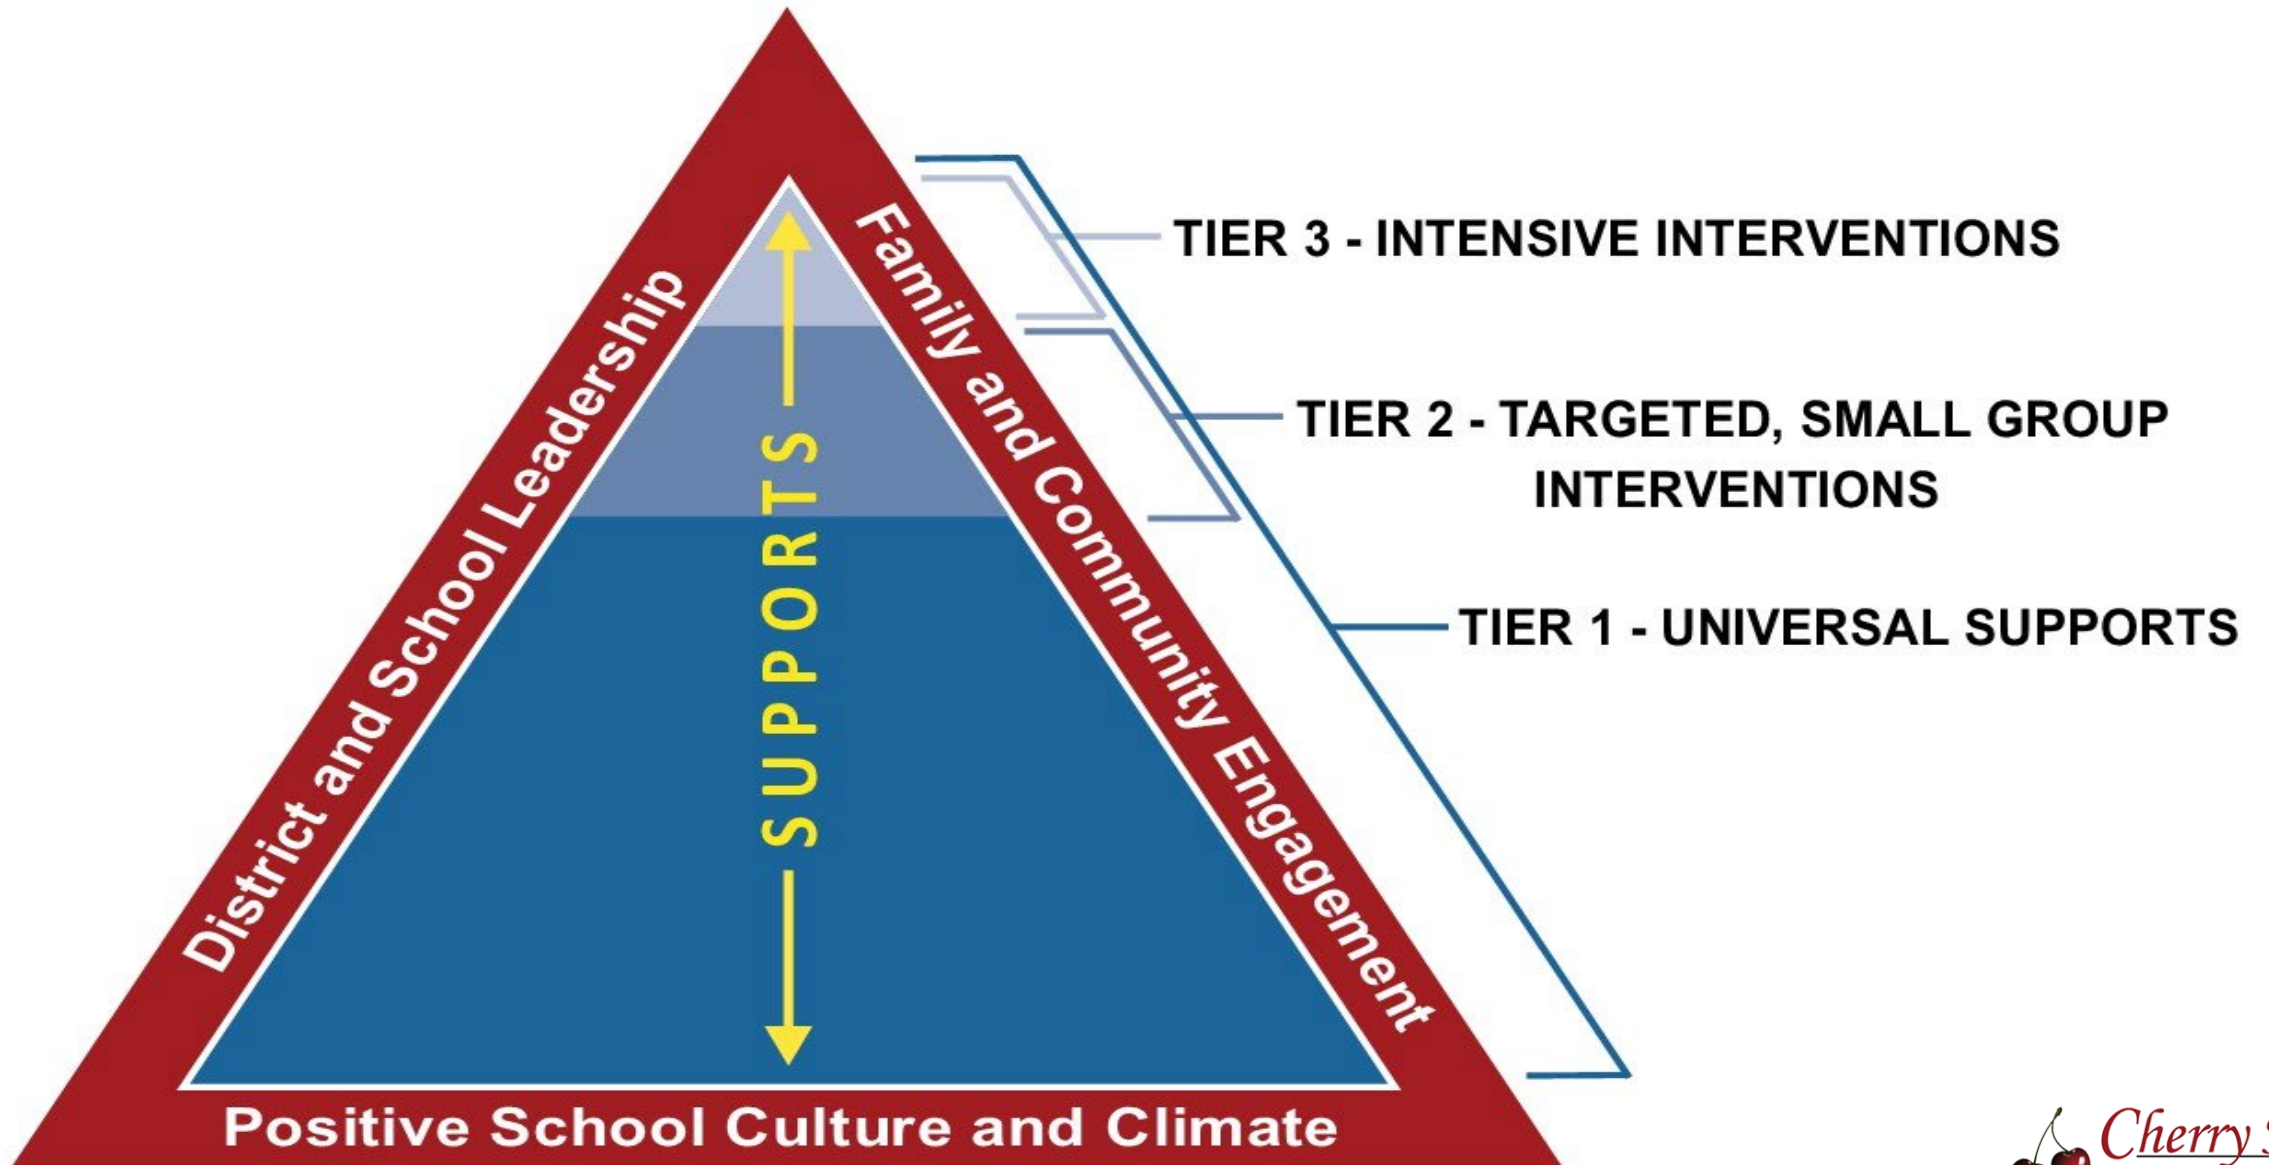 TIER 3 - INTENSIVE INTERVENTIONS
TIER 2 - TARGETED, SMALL GROUP
INTERVENTIONS
TIER 1 - UNIVERSAL SUPPORTS
District and School Leadership
SUPPORTS
Family and Community Engagement
Positive School Culture and Climate
Cherry